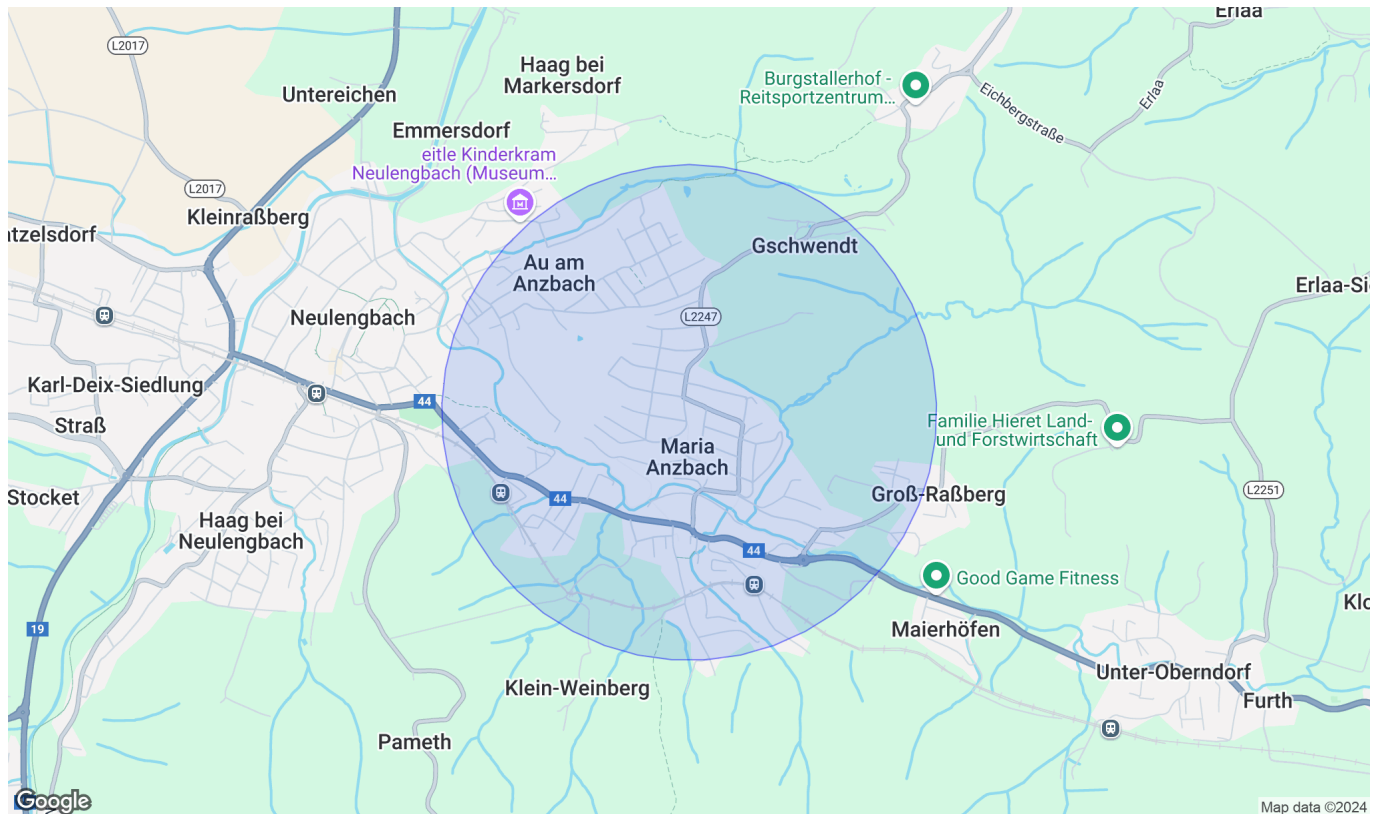 Erlaa
L2017
Haag bei
Markersdorf
Burgstallerhof -
Reitsportzentrum...
Untereichen
Eichbergstraße
Erlaa
Emmersdorf
eitle Kinderkram
Neulengbach (Museum...
L2017
Kleinraßberg
atzelsdorf
Gschwendt
Au am
Anzbach
Erlaa-Si
L2247
Neulengbach
Karl-Deix-Siedlung
44
Straß
Familie Hieret Land-
und Forstwirtschaft
Maria
Anzbach
Stocket
44
Groß-Raßberg
L2251
Haag bei
Neulengbach
44
Good Game Fitness
Klo
19
Maierhöfen
Unter-Oberndorf
Klein-Weinberg
Furth
Pameth
Google
Map data ©2024